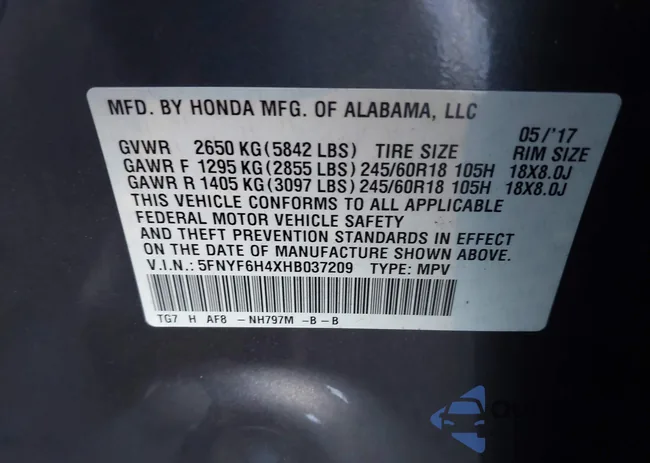 MFD. BY HONDA MFG. OF ALABAMA, LLC
05/'17
GVWR 2650 KG(5842 LBS) TIRE SIZE RIM SIZE
GAWR F 1295 KG(2855 LBS) 245/60R18 105H 18X8.0J
GAWR R 1405 KG(3097 LBS) 245/60R18 105H 18X8.0J
THIS VEHICLE CONFORMS TO ALL APPLICABLE
FEDERAL MOTOR VEHICLE SAFETY
AND THEFT PREVENTION STANDARDS IN EFFECT
ON THE DATE OF MANUFACTURE SHOWN ABOVE.
V.I.N.: 5FNYF6H4XHB037209 TYPE: MPV
TG7 H AF8 - NH797M -B - B